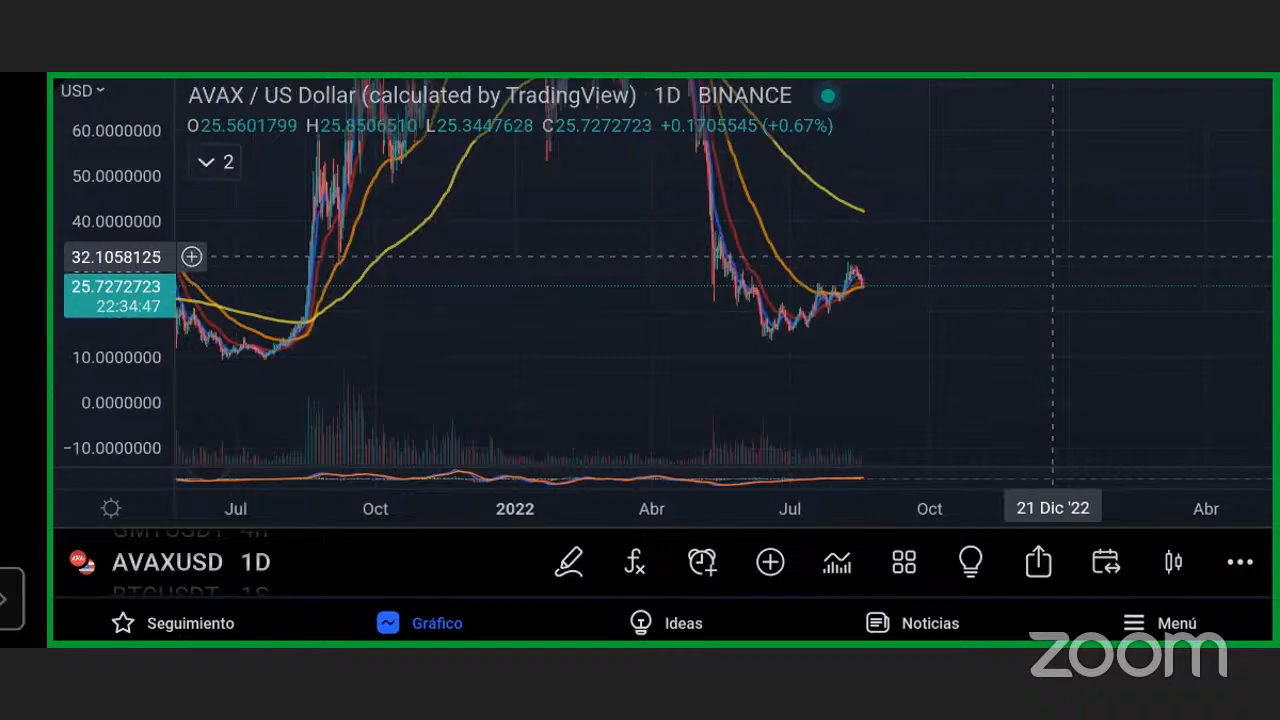 USD
AVAX / US Dollar (calculated by TradingView) 1D BINANCE
O25.5601799 H25.8506510 L25.3447628 C25.7272723 +0.1705545 (+0.67%)
2
60.0000000
50.0000000
40.0000000
32.1058125
25.7272723
22:34:47
10.0000000
0.0000000
−10.0000000
Jul
Oct
2022
Abr
Jul
Oct
21 Dic '22
Abr
AVAXUSD 1D
Seguimiento
Gráfico
Ideas
Noticias
Menú
zoom